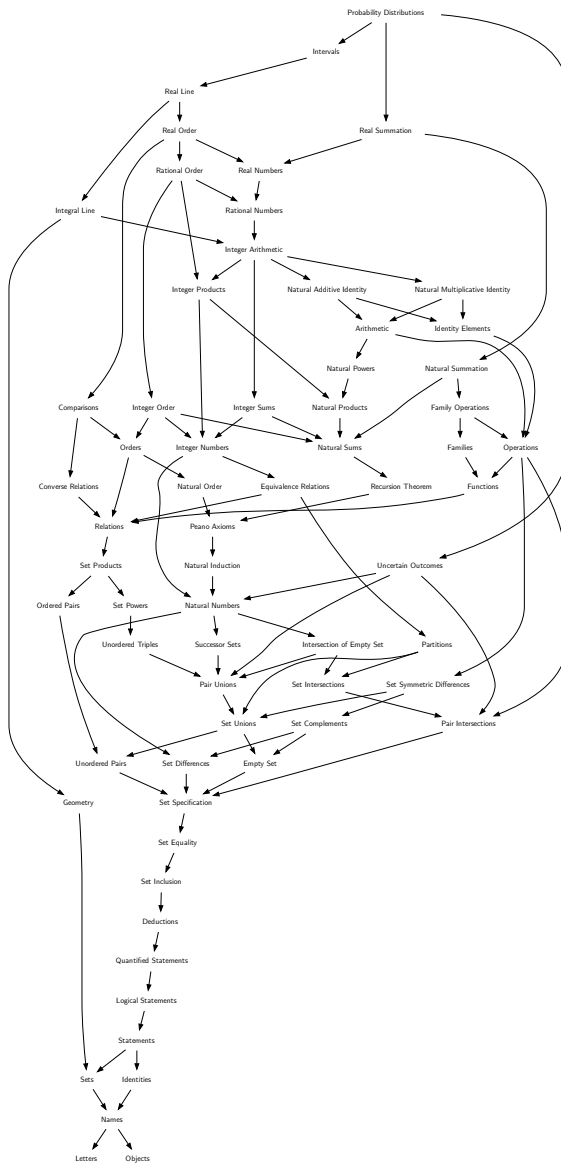 Probability Distributions
Intervals
Real Line
Real Order
Real Summation
Rational Order
Real Numbers
Integral Line
Rational Numbers
Integer Arithmetic
Integer Products
Natural Additive Identity
Natural Multiplicative Identity
Arithmetic
Identity Elements
Natural Powers
Natural Summation
Comparisons
Integer Order
Integer Sums
Natural Products
Family Operations
Orders
Integer Numbers
Natural Sums
Families
Operations
Converse Relations
Natural Order
Equivalence Relations
Recursion Theorem
Functions
Relations
Peano Axioms
Set Products
Natural Induction
Uncertain Outcomes
Ordered Pairs
Set Powers
Natural Numbers
Unordered Triples
Successor Sets
Intersection of Empty Set
Partitions
Pair Unions
Set Intersections
Set Symmetric Differences
Set Unions
Set Complements
Pair Intersections
Unordered Pairs
Set Differences
Empty Set
Geometry
Set Specification
Set Equality
Set Inclusion
Deductions
Quantified Statements
Logical Statements
Statements
Sets
Identities
Names
Letters
Objects